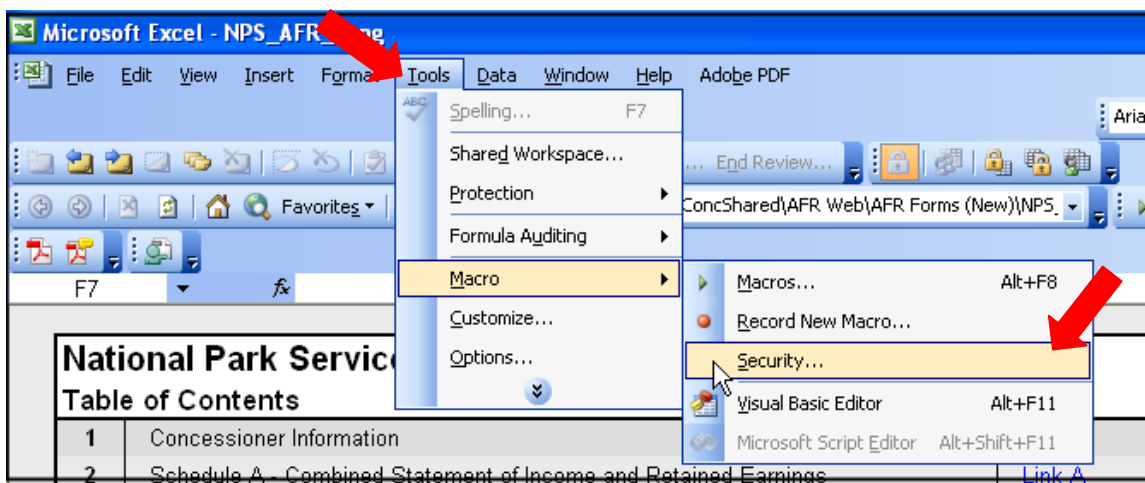 Microsoft Excel - NPS_AFR_
File Edit View Insert Format Tools Data Window Help Adobe PDF
ABC Spelling... F7
Aria
Shared Workspace...
... End Review...
Protection
Favorites
ConcShared\AFR Web\AFR Forms (New)\NPS_
Formula Auditing
F7 fx
Macro
Macros... Alt+F8
Customize...
Record New Macro...
National Park Servic
Options...
Security...
Table of Contents
Visual Basic Editor Alt+F11
1 Concessioner Information
Microsoft Script Editor Alt+Shift+F11
2 Schedule A - Combined Statement of Income and Retained Earnings Link A